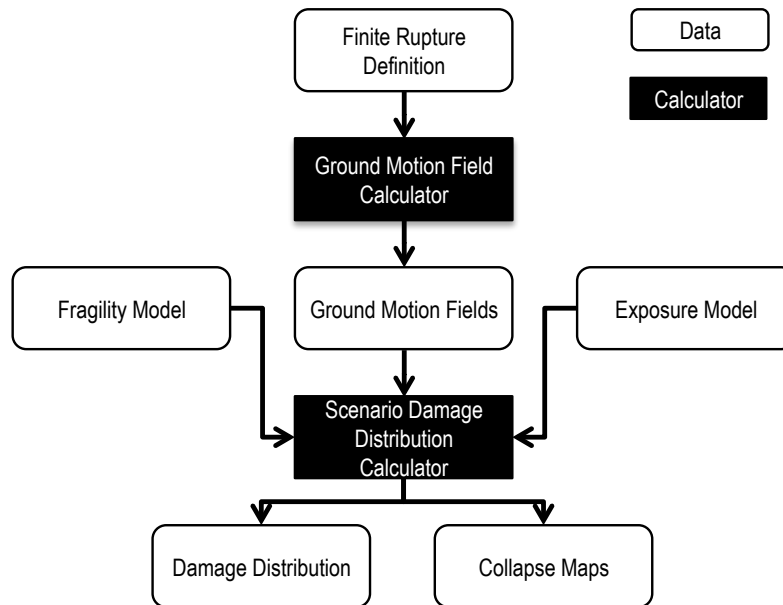 Finite Rupture
Definition
Data
Calculator
Ground Motion Field
Calculator
Fragility Model
Ground Motion Fields
Exposure Model
Scenario Damage
Distribution
Calculator
Damage Distribution
Collapse Maps